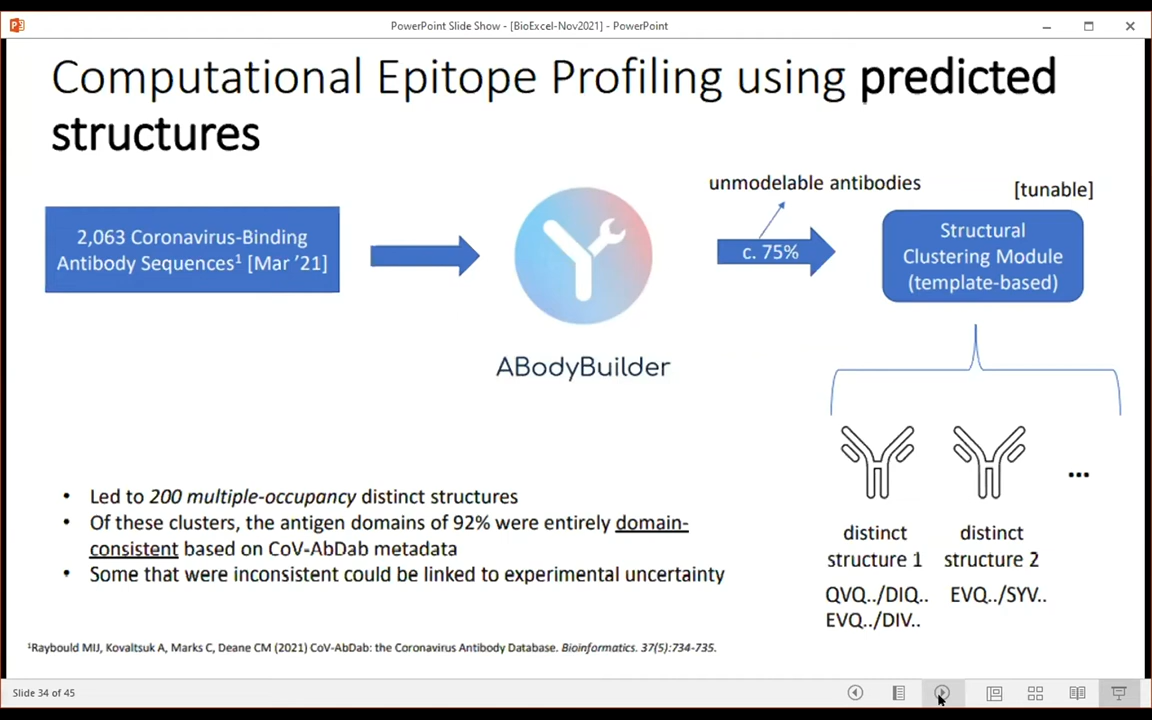 PowerPoint Slide Show - [BioExcel-Nov2021] - PowerPoint
Computational Epitope Profiling using predicted
structures
unmodelable antibodies
[tunable]
2,063 Coronavirus-Binding
Antibody Sequences¹ [Mar ’21]
c. 75%
Structural
Clustering Module
(template-based)
ABodyBuilder
...
• Led to 200 multiple-occupancy distinct structures
• Of these clusters, the antigen domains of 92% were entirely domain-
consistent based on CoV-AbDab metadata
• Some that were inconsistent could be linked to experimental uncertainty
distinct
structure 1
QVQ../DIQ..
EVQ../DIV..
distinct
structure 2
EVQ../SYV..
¹Raybould MIJ, Kovaltsuk A, Marks C, Deane CM (2021) CoV-AbDab: the Coronavirus Antibody Database. Bioinformatics. 37(5):734-735.
Slide 34 of 45